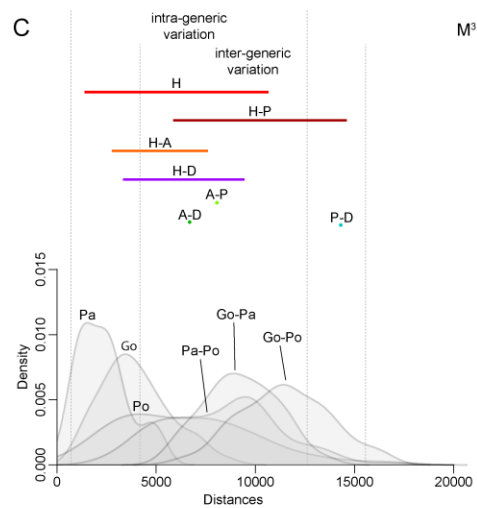 C
M³
intra-generic
variation
inter-generic
variation
H
H-P
H-A
H-D
A-P
A-D
P-D
0.015
0.010
0.005
0.000
Density
Pa
Go
Po
Pa-Po
Go-Pa
Go-Po
0
5000
10000
15000
20000
Distances